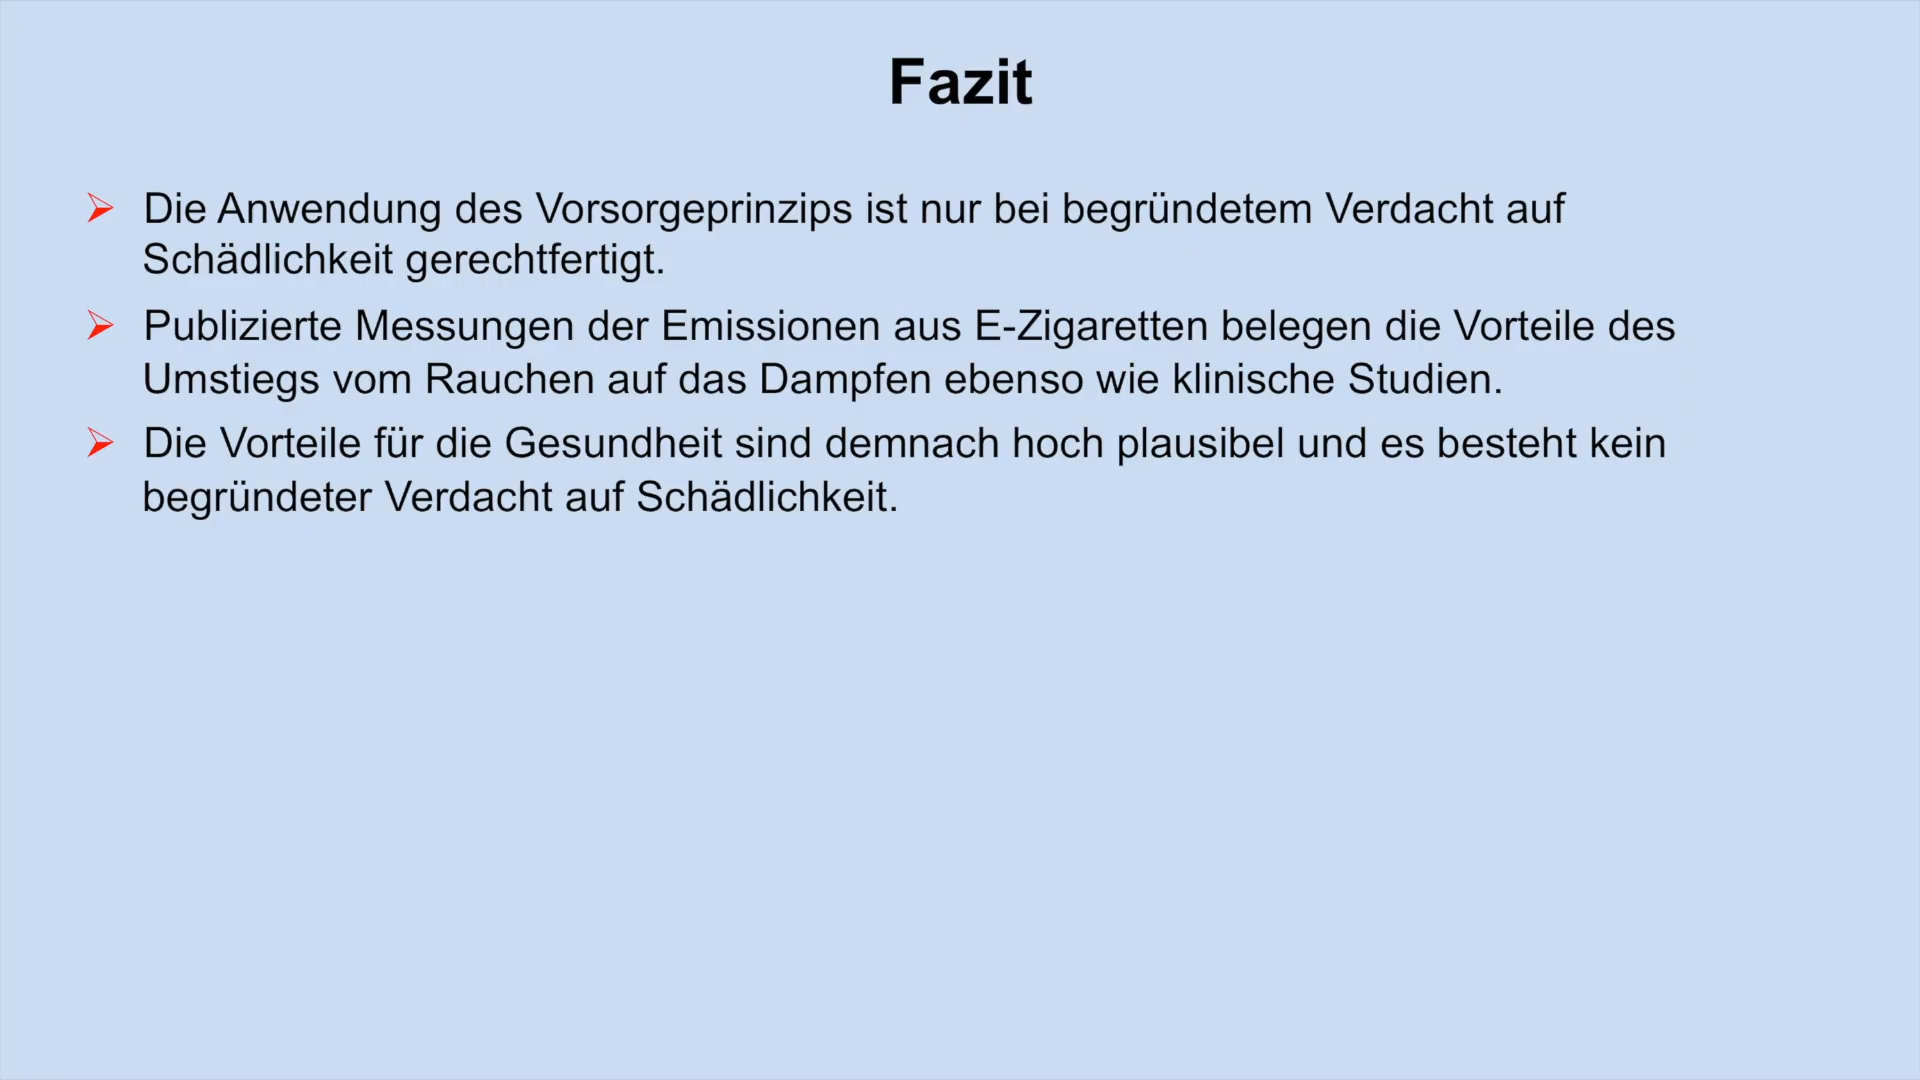 Fazit
Die Anwendung des Vorsorgeprinzips ist nur bei begründetem Verdacht auf
Schädlichkeit gerechtfertigt.
Publizierte Messungen der Emissionen aus E-Zigaretten belegen die Vorteile des
Umstiegs vom Rauchen auf das Dampfen ebenso wie klinische Studien.
Die Vorteile für die Gesundheit sind demnach hoch plausibel und es besteht kein
begründeter Verdacht auf Schädlichkeit.